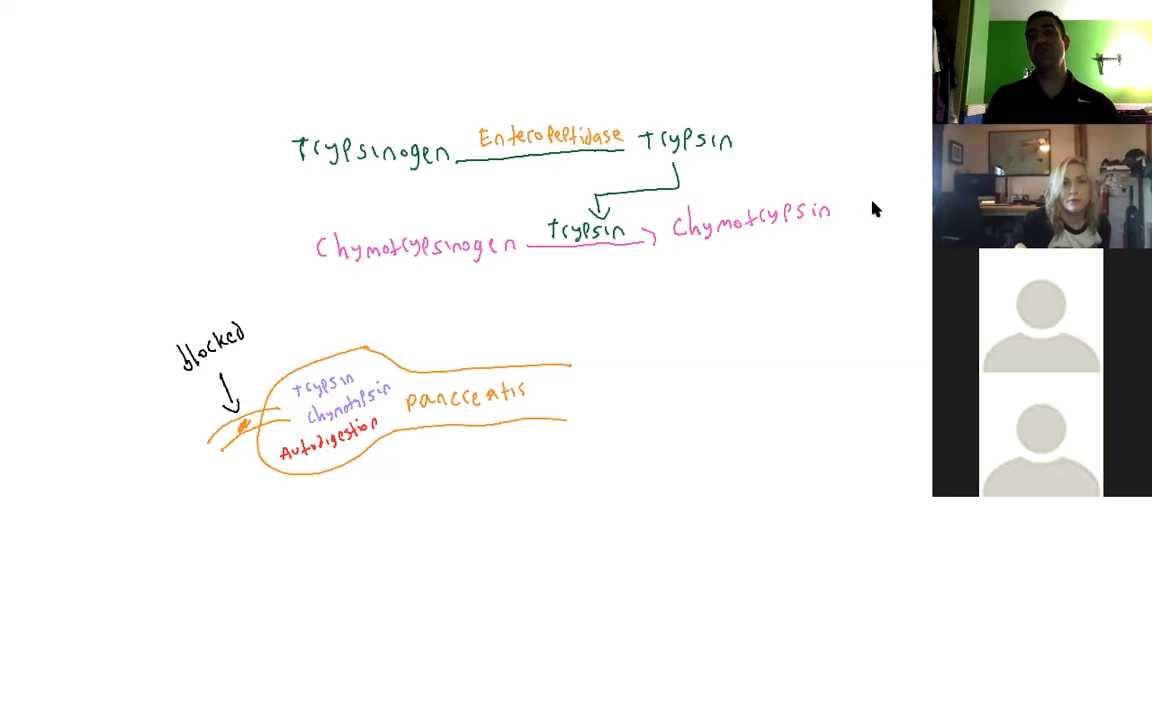 Trypsinogen Enteropeptidase Trypsin
Trypsin
Chymotrypsinogen Chymotrypsin
blocked
Trypsin
chymotrypsin
pancreatis
Autodigestion